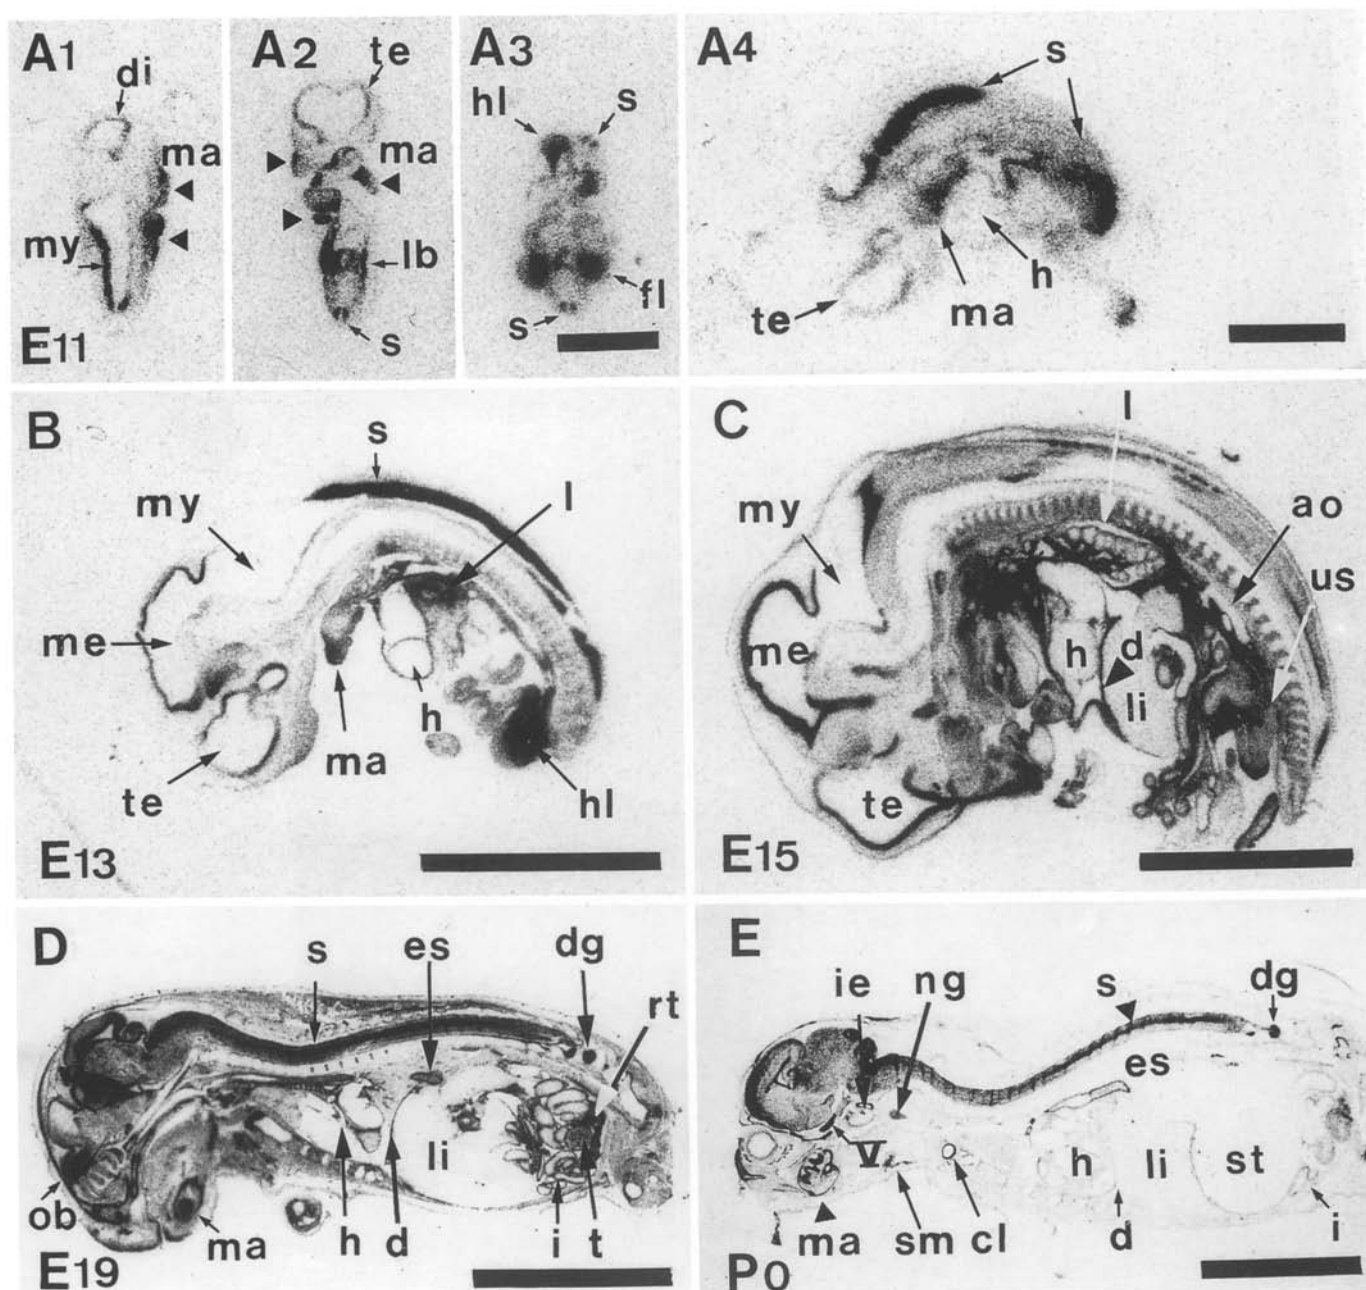 A1 A2 A3 A4
di te hl s s
ma ma
my lb fl
s s te ma h
E11
B C
s l
my l my ao
us
me me h d
h li
te ma hl te
E13 E15
D E
s es dg ie ng s dg
rt es
li V h li st
ob ma h d i t ma sm cl d i
E19 P0